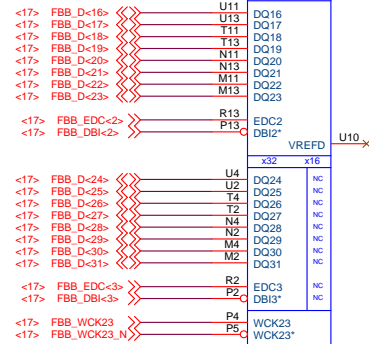 <17> FBB_D<16> U11 DQ16
<17> FBB_D<17> U13 DQ17
<17> FBB_D<18> T11 DQ18
<17> FBB_D<19> T13 DQ19
<17> FBB_D<20> N11 DQ20
<17> FBB_D<21> N13 DQ21
<17> FBB_D<22> M11 DQ22
<17> FBB_D<23> M13 DQ23
<17> FBB_EDC<2> R13 EDC2
<17> FBB_DBI<2> P13 DBI2*
VREFD U10
x32 x16
<17> FBB_D<24> U4 DQ24 NC
<17> FBB_D<25> U2 DQ25 NC
<17> FBB_D<26> T4 DQ26 NC
<17> FBB_D<27> T2 DQ27 NC
<17> FBB_D<28> N4 DQ28 NC
<17> FBB_D<29> N2 DQ29 NC
<17> FBB_D<30> M4 DQ30 NC
<17> FBB_D<31> M2 DQ31 NC
<17> FBB_EDC<3> R2 EDC3 NC
<17> FBB_DBI<3> P2 DBI3* NC
<17> FBB_WCK23 P4 WCK23
<17> FBB_WCK23_N P5 WCK23*